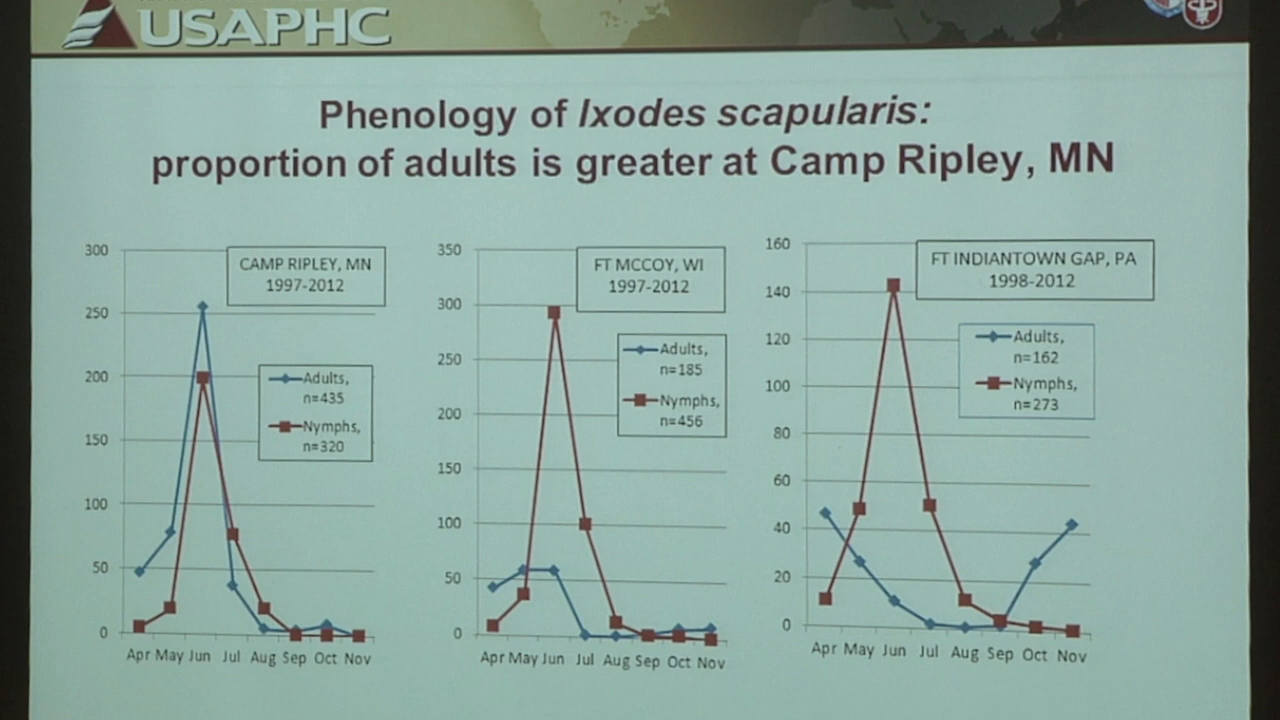 USAPHC
Phenology of Ixodes scapularis:
proportion of adults is greater at Camp Ripley, MN
CAMP RIPLEY, MN
1997-2012
300
250
200
150
100
50
0
Adults,
n=435
Nymphs,
n=320
Apr May Jun Jul Aug Sep Oct Nov
FT MCCOY, WI
1997-2012
350
300
250
200
150
100
50
0
Adults,
n=185
Nymphs,
n=456
Apr May Jun Jul Aug Sep Oct Nov
FT INDIANTOWN GAP, PA
1998-2012
160
140
120
100
80
60
40
20
0
Adults,
n=162
Nymphs,
n=273
Apr May Jun Jul Aug Sep Oct Nov